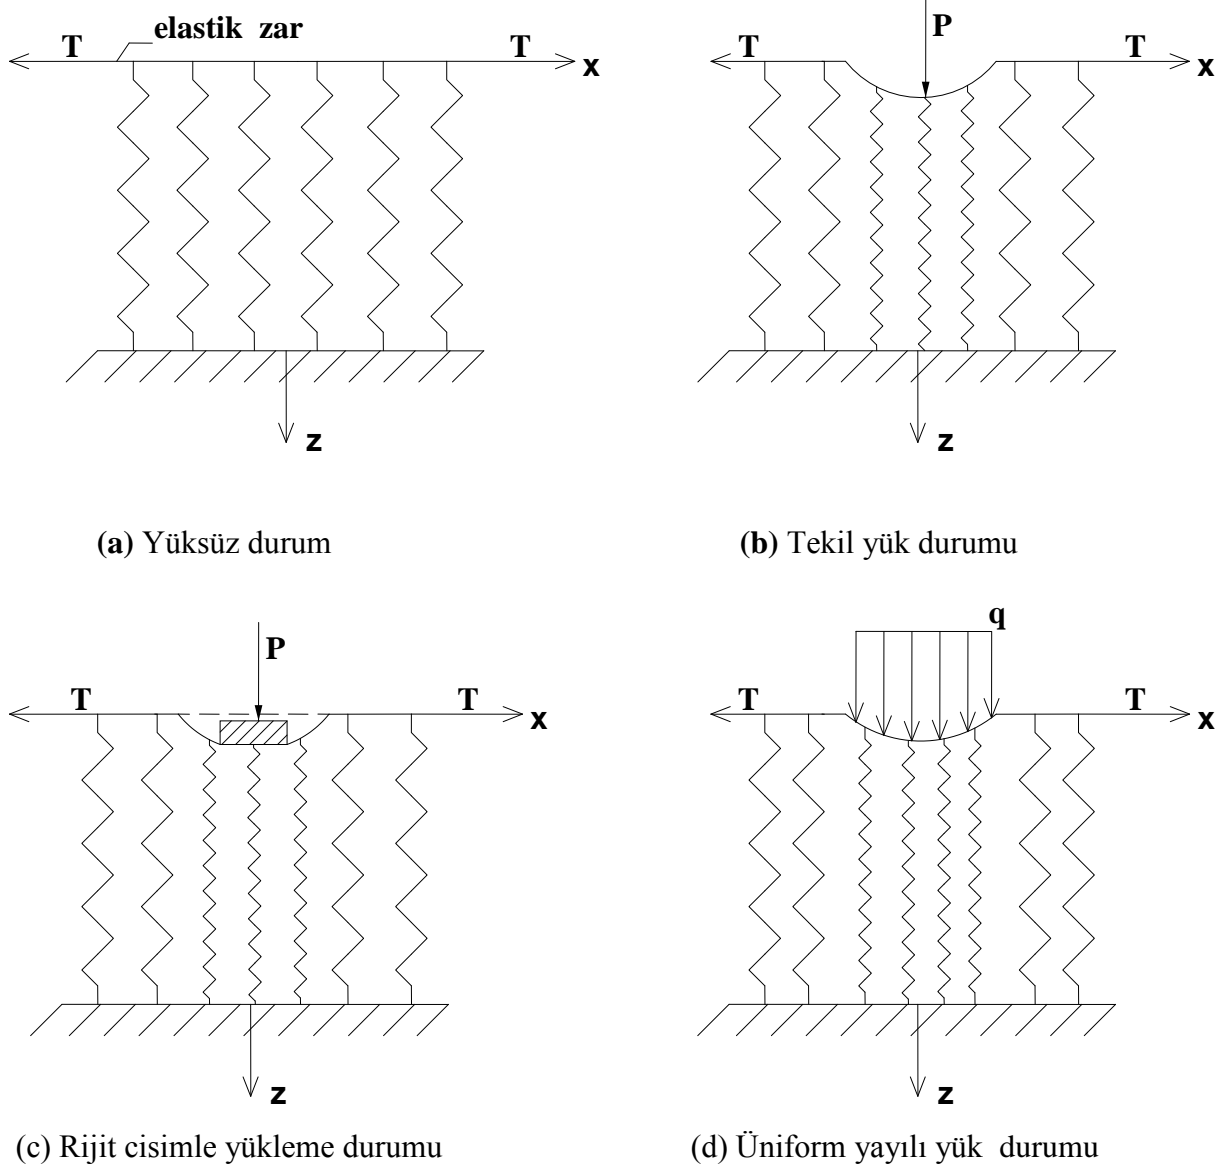 elastik zar
T
T
x
z
(a) Yüksüz durum
P
T
T
x
z
(b) Tekil yük durumu
P
T
T
x
z
(c) Rijit cisimle yükleme durumu
q
T
T
x
z
(d) Üniform yayılı yük durumu